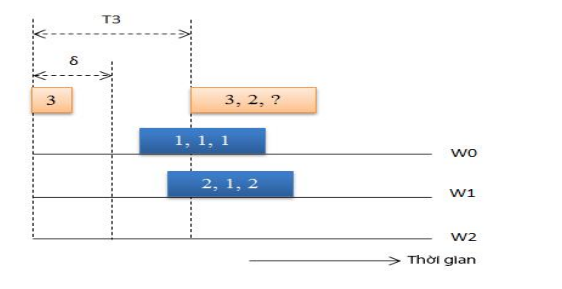 T3
δ
3
3, 2, ?
1, 1, 1
W0
2, 1, 2
W1
W2
Thời gian